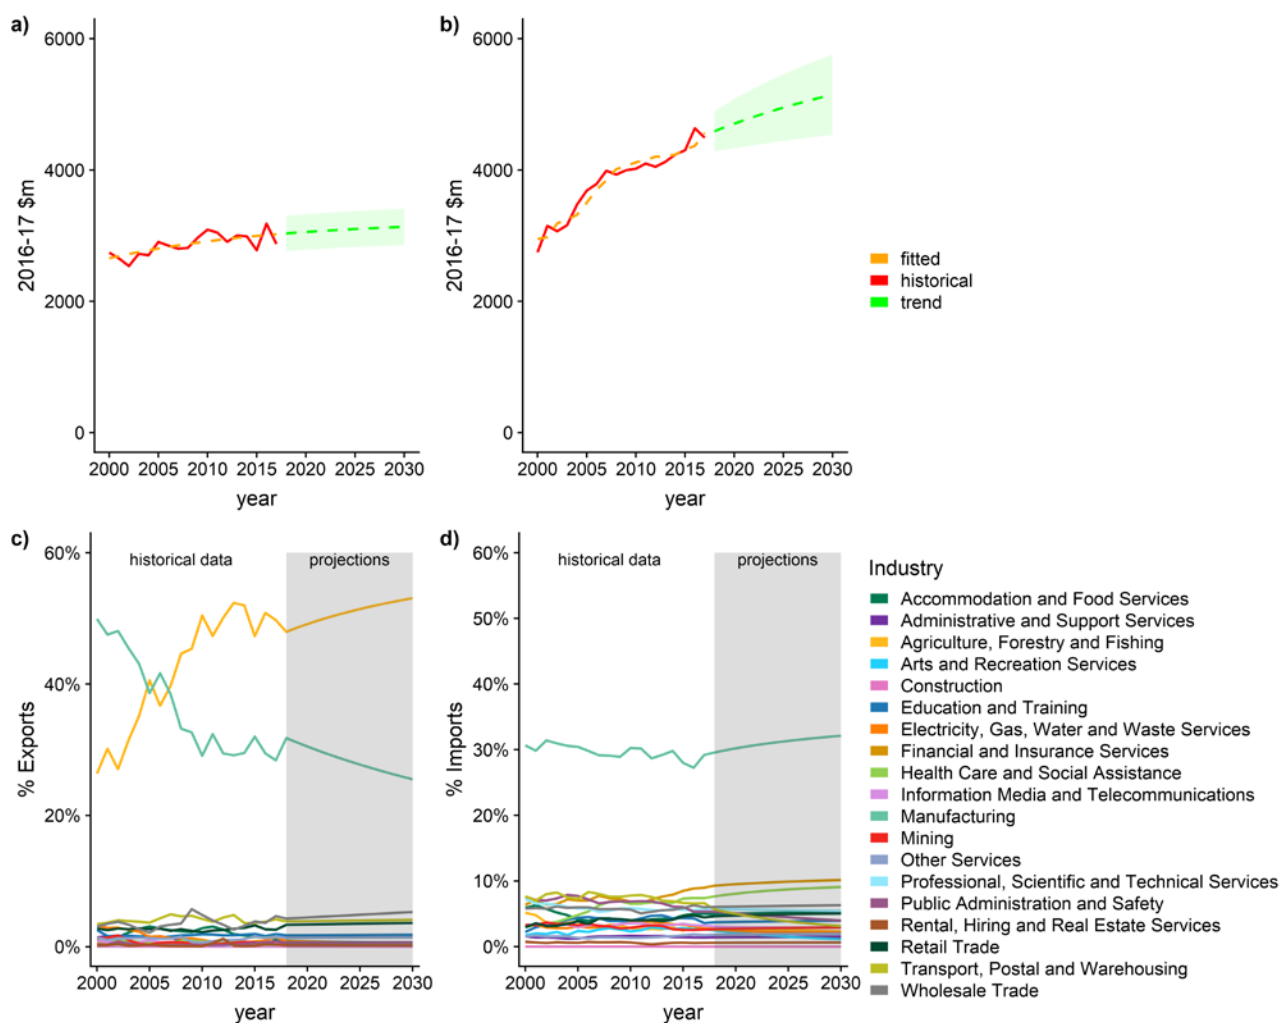 a)
b)
6000
4000
2000
0
2016-17 $m
2000 2005 2010 2015 2020 2025 2030
year
6000
4000
2000
0
2016-17 $m
2000 2005 2010 2015 2020 2025 2030
year
fitted
historical
trend
c)
60%
40%
20%
0%
% Exports
historical data
projections
2000 2005 2010 2015 2020 2025 2030
year
d)
60%
50%
40%
30%
20%
10%
0%
% Imports
historical data
projections
2000 2005 2010 2015 2020 2025 2030
year
Industry
Accommodation and Food Services
Administrative and Support Services
Agriculture, Forestry and Fishing
Arts and Recreation Services
Construction
Education and Training
Electricity, Gas, Water and Waste Services
Financial and Insurance Services
Health Care and Social Assistance
Information Media and Telecommunications
Manufacturing
Mining
Other Services
Professional, Scientific and Technical Services
Public Administration and Safety
Rental, Hiring and Real Estate Services
Retail Trade
Transport, Postal and Warehousing
Wholesale Trade